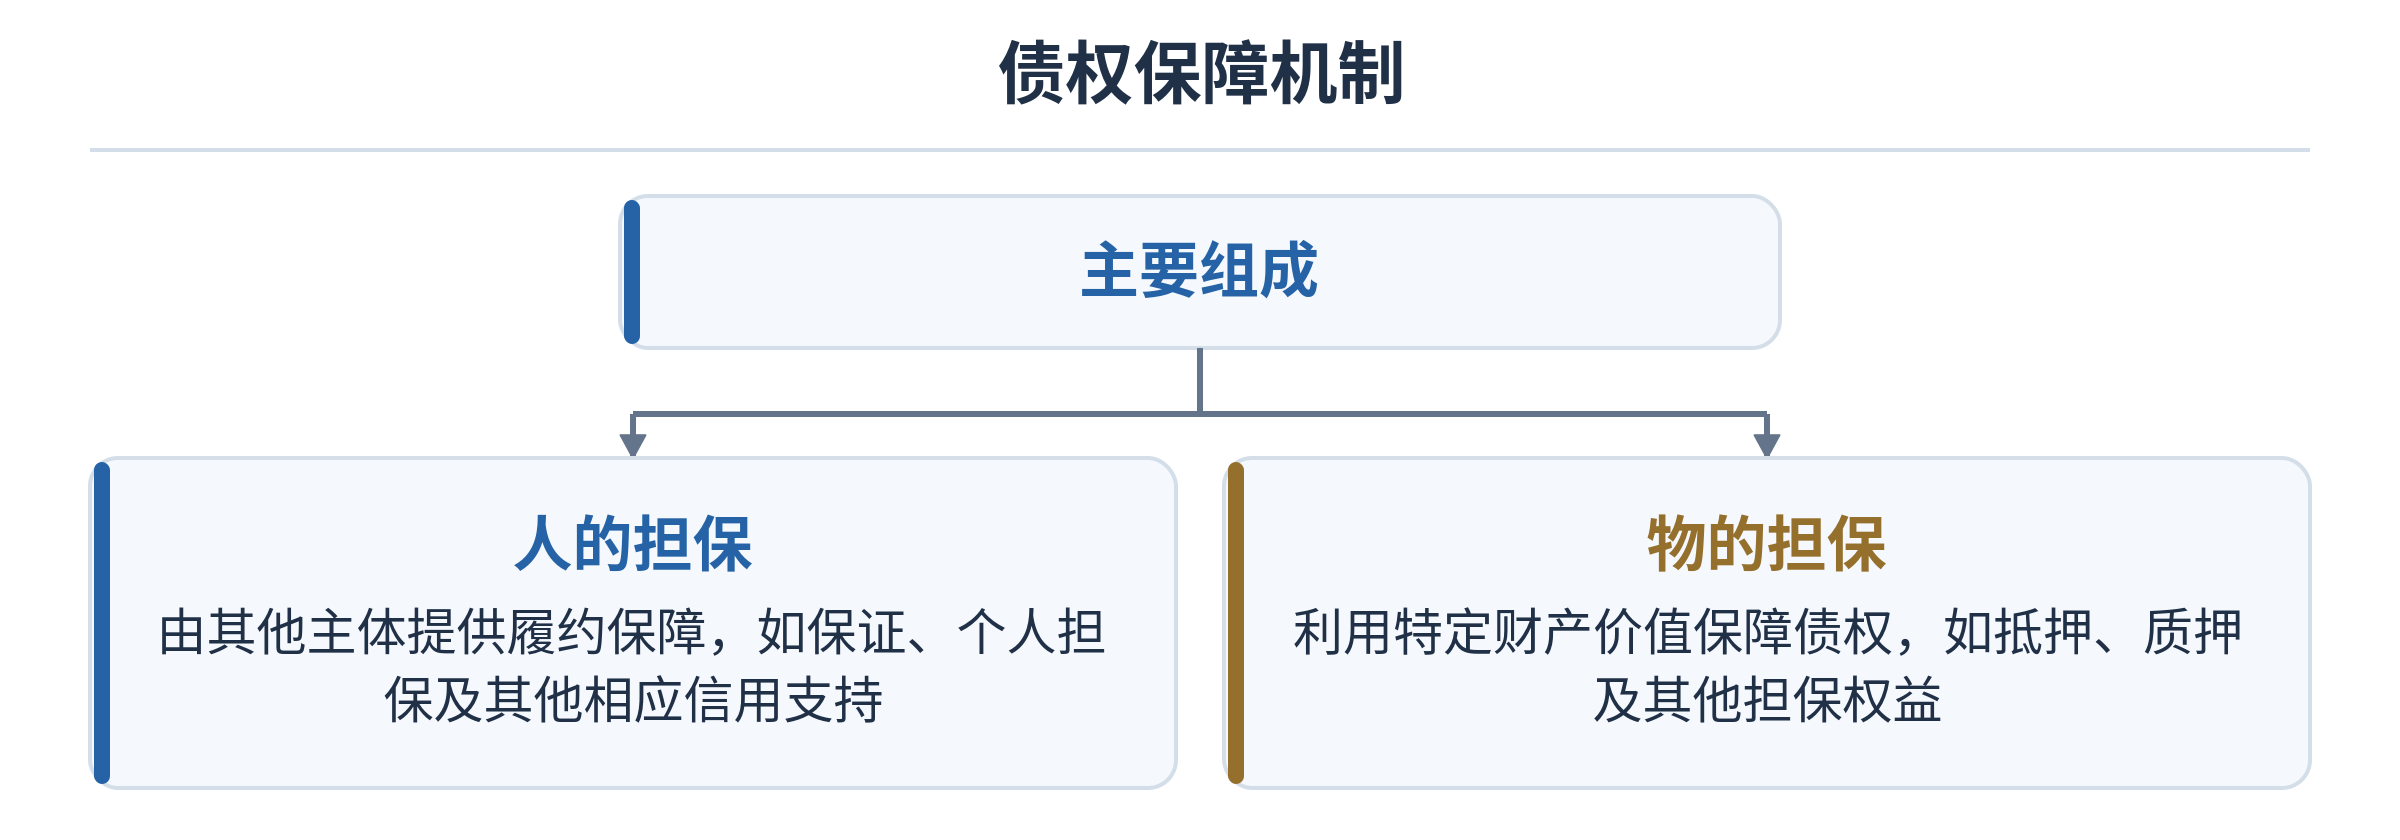 债权保障机制
主要组成
人的担保
由其他主体提供履约保障，如保证、个人担
保及其他相应信用支持
物的担保
利用特定财产价值保障债权，如抵押、质押
及其他担保权益